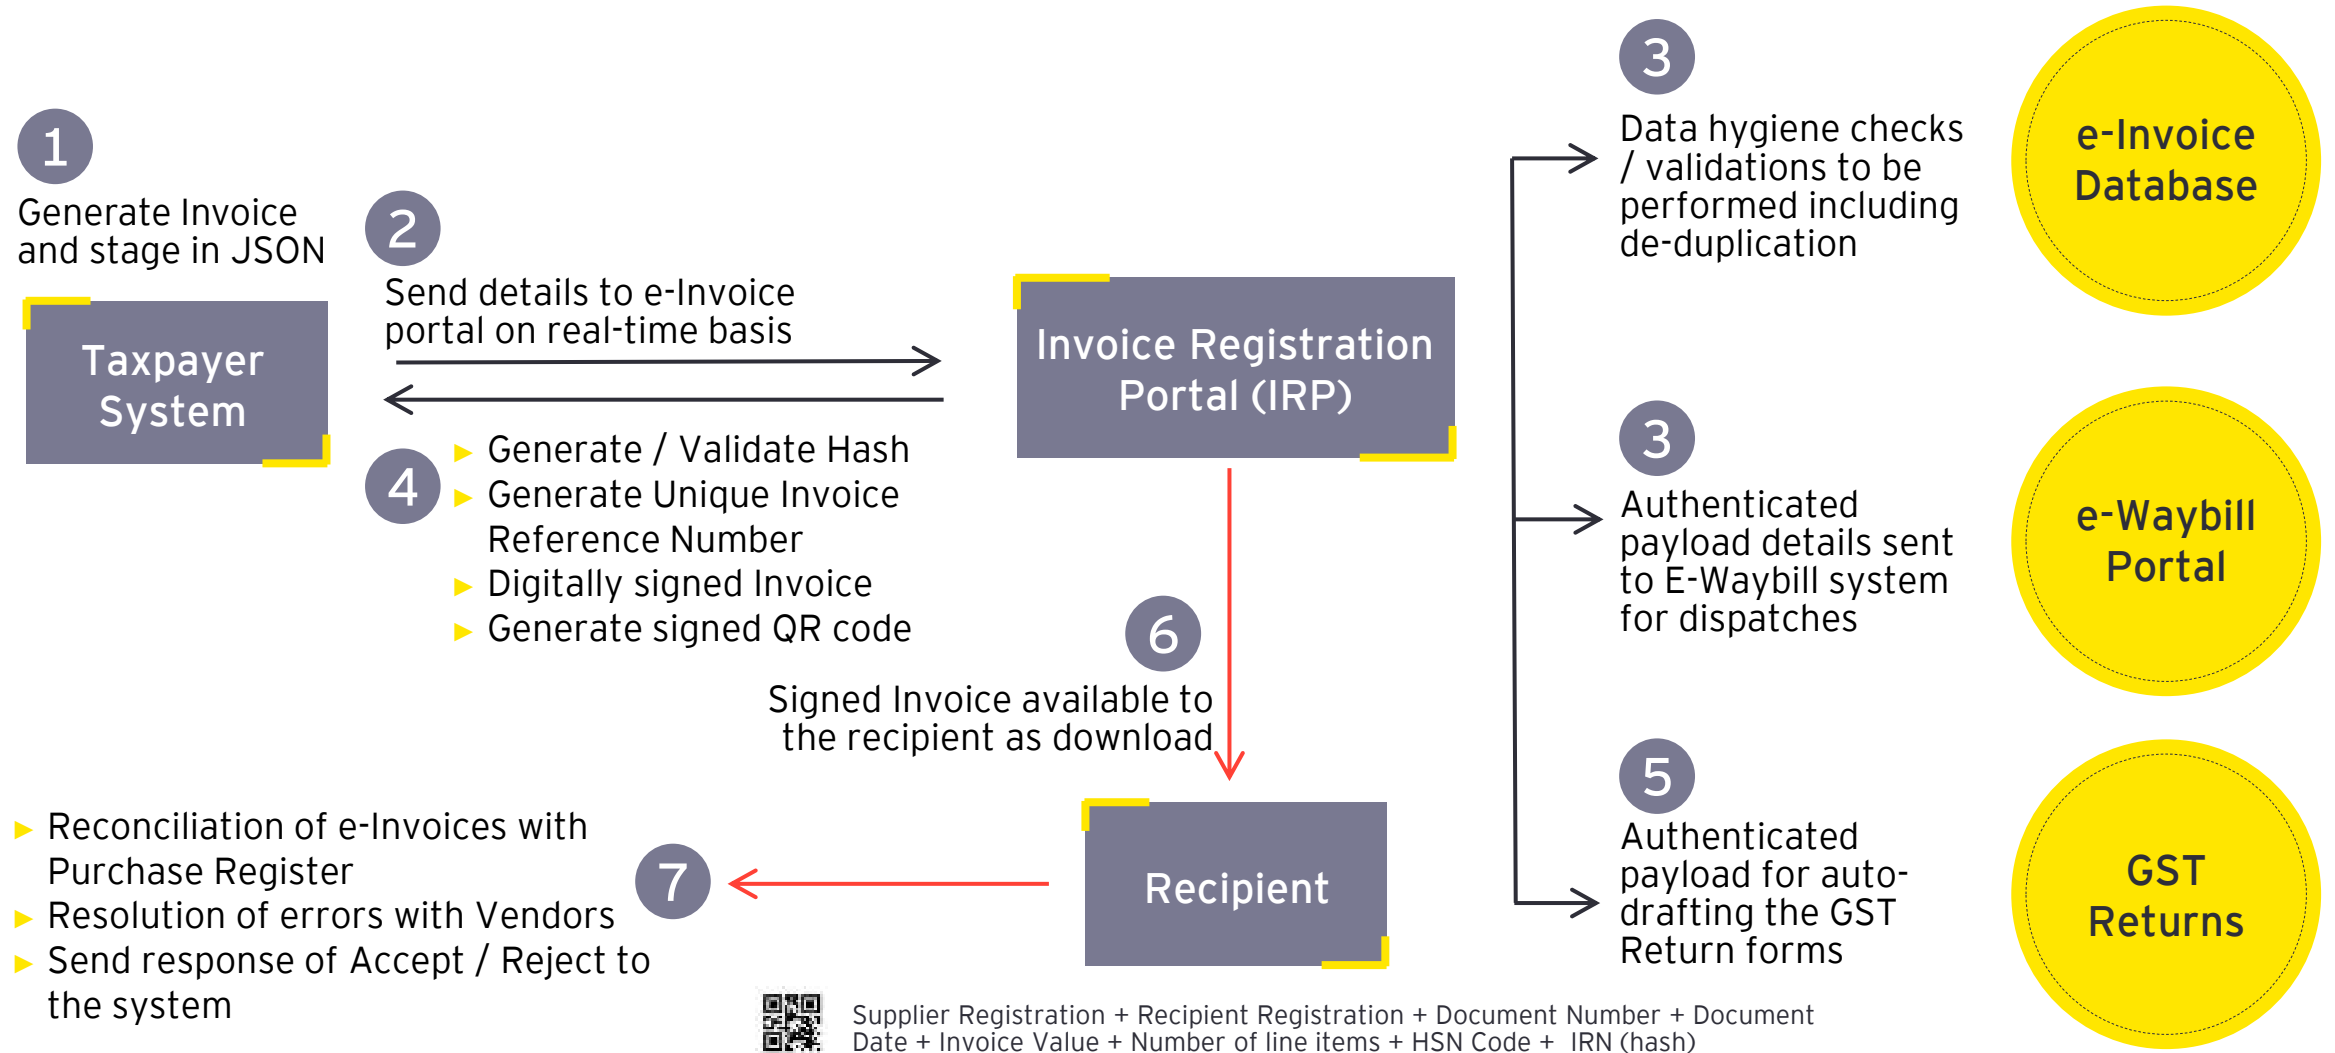 1
Generate Invoice
and stage in JSON
Taxpayer
System
2
Send details to e-Invoice
portal on real-time basis
4
► Generate / Validate Hash
► Generate Unique Invoice
Reference Number
► Digitally signed Invoice
► Generate signed QR code
Invoice Registration
Portal (IRP)
3
Data hygiene checks
/ validations to be
performed including
de-duplication
e-Invoice
Database
3
Authenticated
payload details sent
to E-Waybill system
for dispatches
e-Waybill
Portal
5
Authenticated
payload for auto-
drafting the GST
Return forms
GST
Returns
6
Signed Invoice available to
the recipient as download
Recipient
7
► Reconciliation of e-Invoices with
Purchase Register
► Resolution of errors with Vendors
► Send response of Accept / Reject to
the system
Supplier Registration + Recipient Registration + Document Number + Document
Date + Invoice Value + Number of line items + HSN Code + IRN (hash)